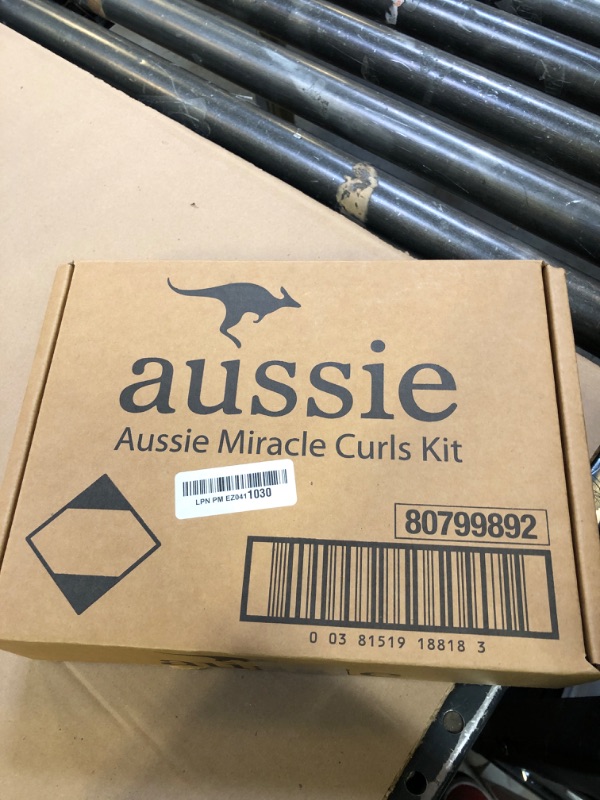 aussie
Aussie Miracle Curls Kit
LPN PM EZ0411030
80799892
0 03 81519 18818 3